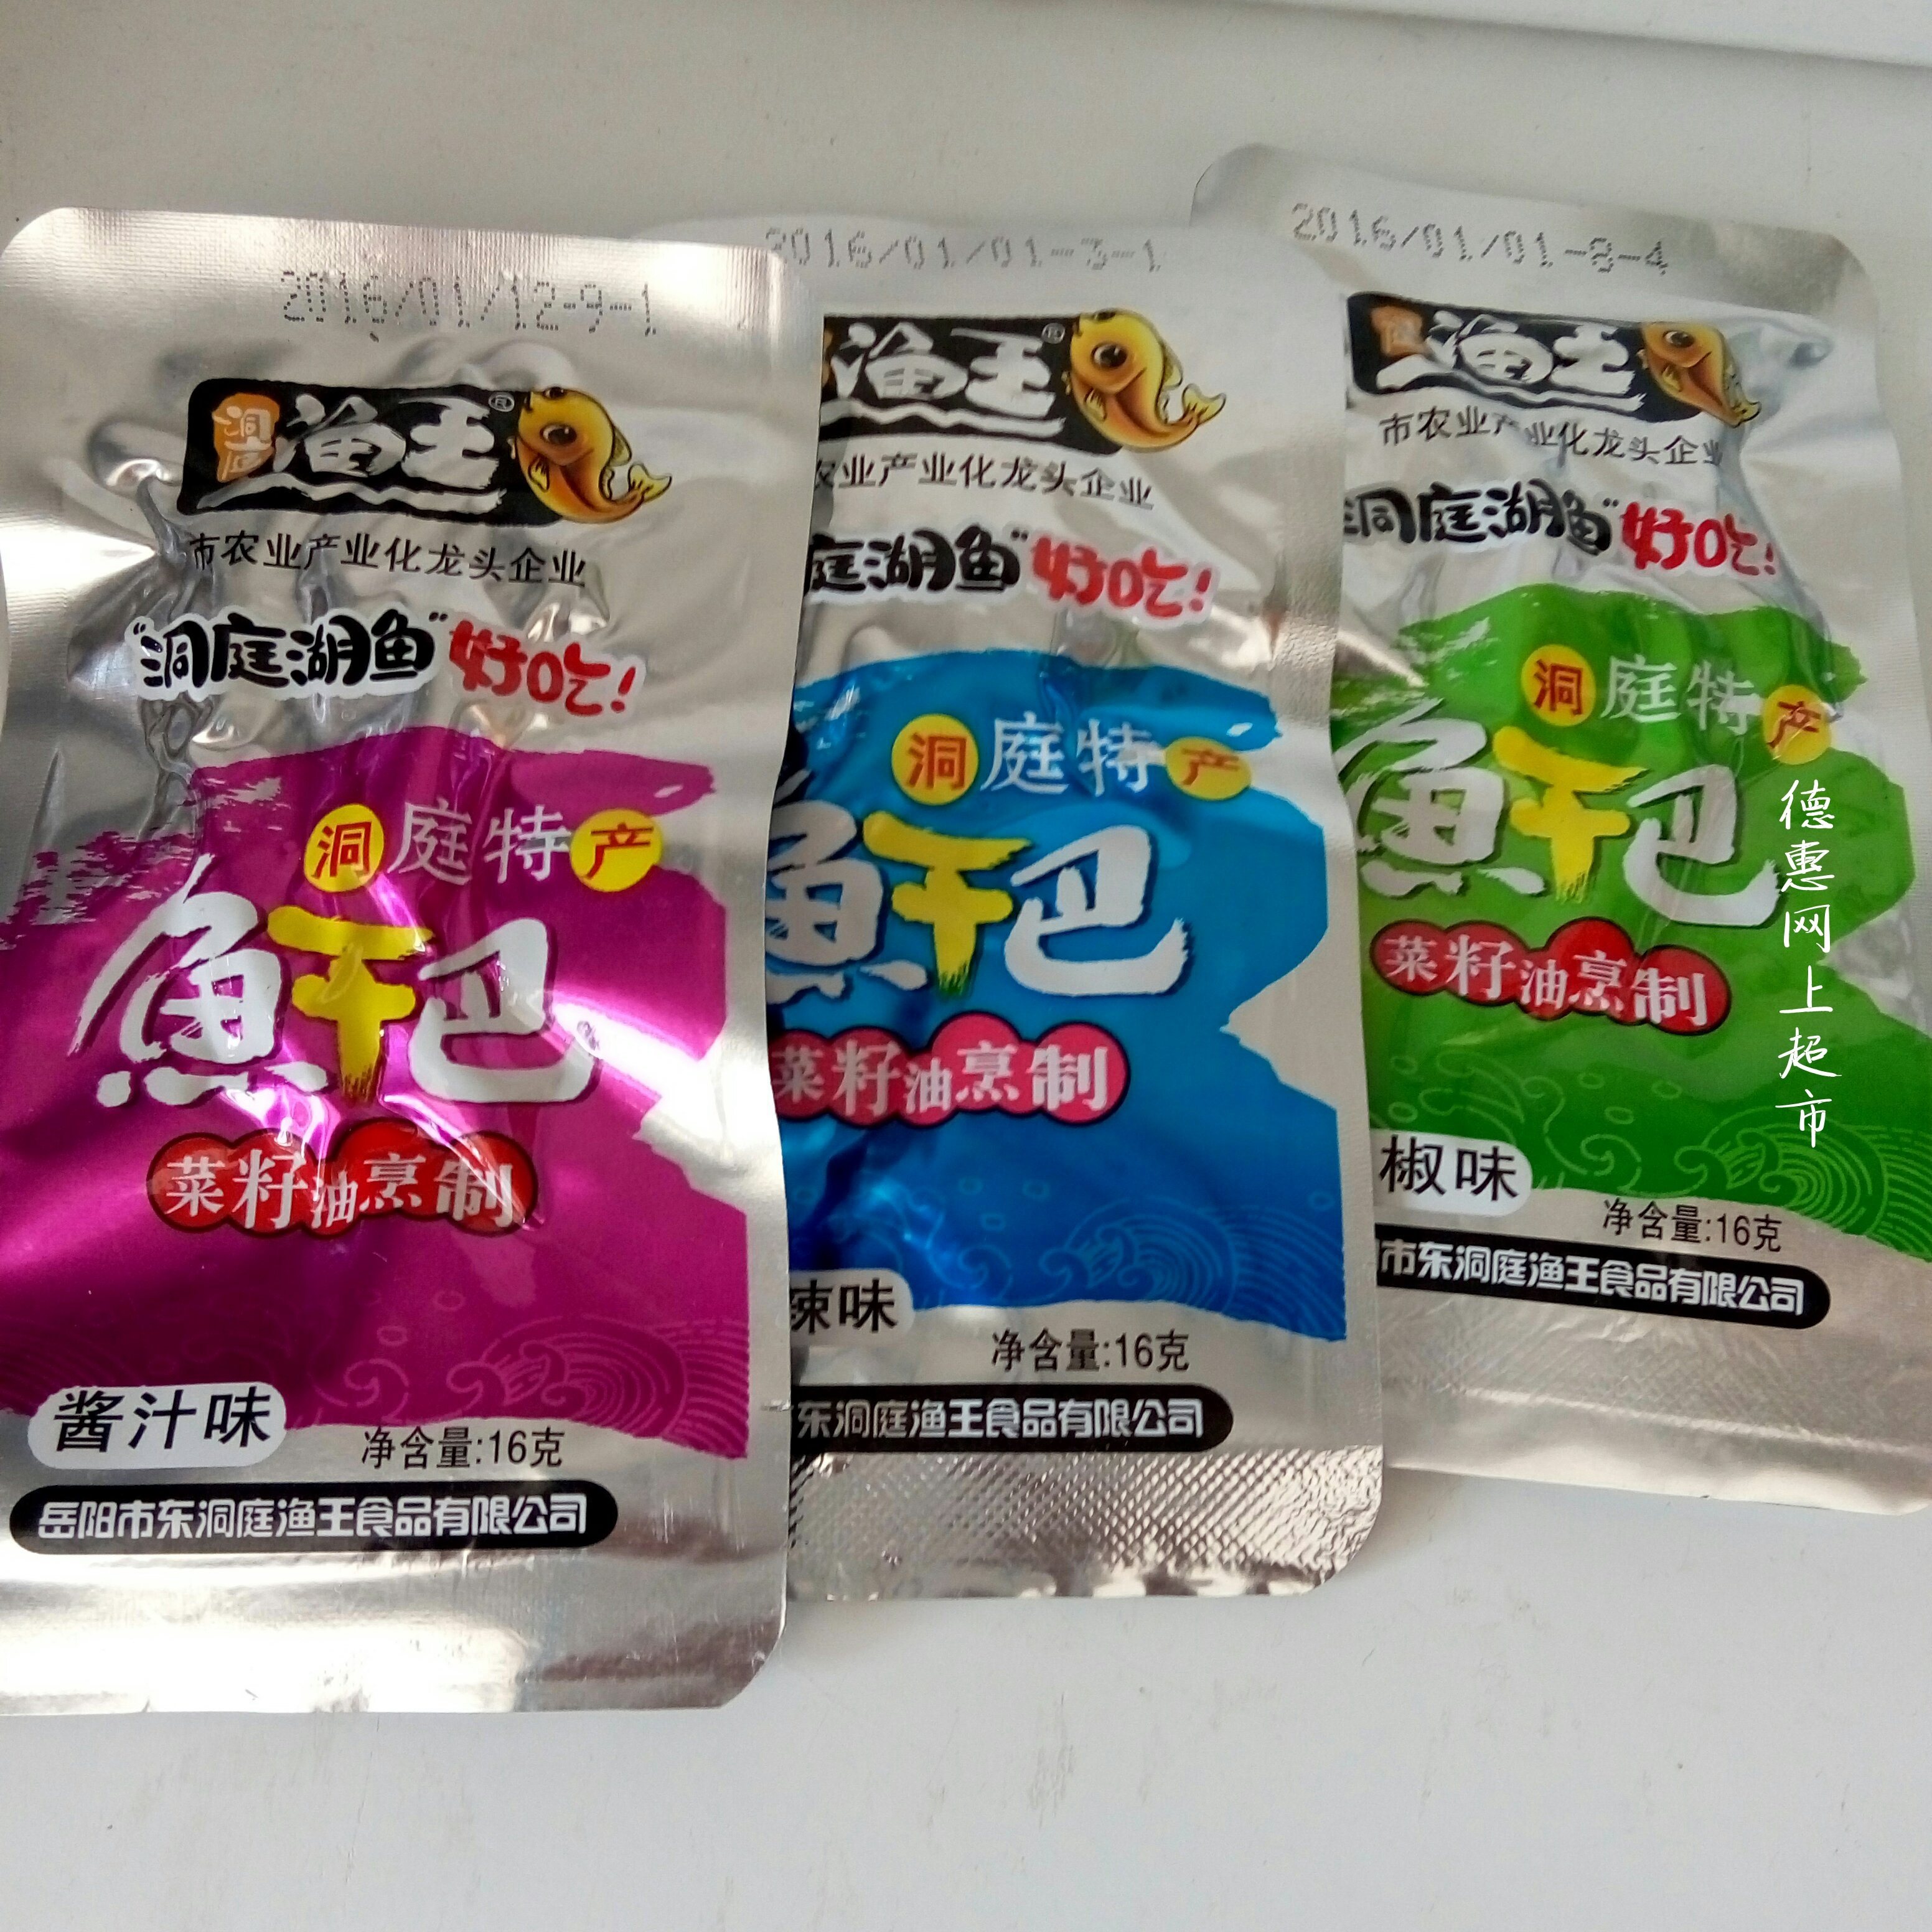 2016/01/12-9-1
洞庭
渔王®
市农业产业化龙头企业
"洞庭湖鱼"好吃!
洞庭特产
鱼干巴
菜籽油烹制
酱汁味
净含量:16克
岳阳市东洞庭渔王食品有限公司
2016/01/01-3-1
渔王®
农业产业化龙头企业
庭湖鱼"好吃!
洞庭特产
鱼干巴
菜籽油烹制
辣味
净含量:16克
东洞庭渔王食品有限公司
2016/01/01-8-4
渔王
市农业产业化龙头企业
洞庭湖鱼"好吃!
洞庭特产
鱼干巴
菜籽油烹制
椒味
净含量:16克
市东洞庭渔王食品有限公司
德惠网上超市